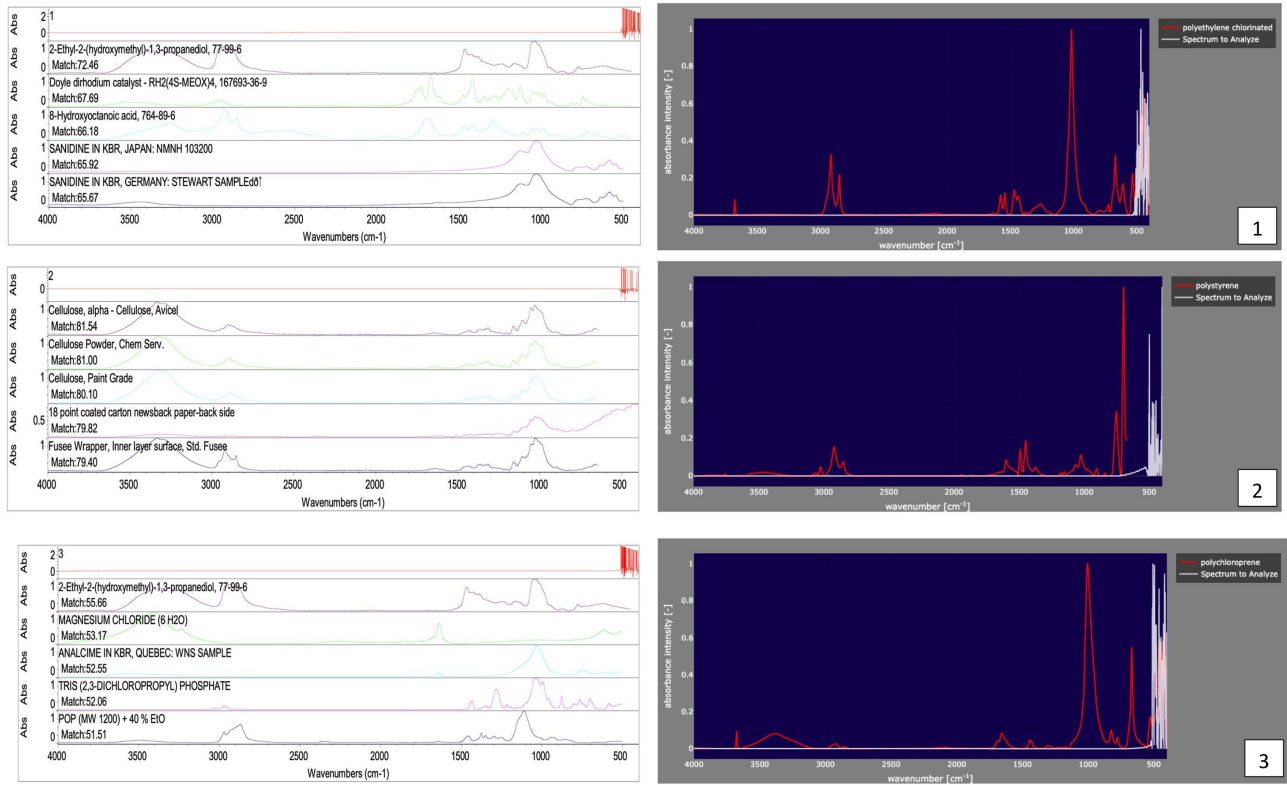 Abs
2
1
0
Abs
1
0
2-Ethyl-2-(hydroxymethyl)-1,3-propanediol, 77-99-6
Match:72.46
Abs
1
0
Doyle dirhodium catalyst - RH2(4S-MEOX)4, 167693-36-9
Match:67.69
Abs
1
0
8-Hydroxyoctanoic acid, 764-89-6
Match:66.18
Abs
1
0
SANIDINE IN KBR, JAPAN: NMNH 103200
Match:65.92
Abs
1
0
SANIDINE IN KBR, GERMANY: STEWART SAMPLE
Match:65.67
4000 3500 3000 2500 2000 1500 1000 500
Wavenumbers (cm-1)
absorbance intensity [-]
1
0.8
0.6
0.4
0.2
0
4000 3500 3000 2500 2000 1500 1000 500
wavenumber [cm-1]
polyethylene chlorinated
Spectrum to Analyze
1
Abs
2
0
Abs
1
Cellulose, alpha - Cellulose, Avicel
Match:81.54
Abs
1
Cellulose Powder, Chem Serv.
Match:81.00
Abs
1
Cellulose, Paint Grade
Match:80.10
Abs
0.5
18 point coated carton newsback paper-back side
Match:79.82
Abs
1
Fusee Wrapper, Inner layer surface, Std. Fusee
Match:79.40
4000 3500 3000 2500 2000 1500 1000 500
Wavenumbers (cm-1)
absorbance intensity [-]
1
0.8
0.6
0.4
0.2
0
4000 3500 3000 2500 2000 1500 1000 500
wavenumber [cm-1]
polystyrene
Spectrum to Analyze
2
Abs
2
3
0
Abs
1
0
2-Ethyl-2-(hydroxymethyl)-1,3-propanediol, 77-99-6
Match:55.66
Abs
1
0
MAGNESIUM CHLORIDE (6 H2O)
Match:53.17
Abs
1
0
ANALCIME IN KBR, QUEBEC: WNS SAMPLE
Match:52.55
Abs
1
0
TRIS (2,3-DICHLOROPROPYL) PHOSPHATE
Match:52.06
Abs
1
0
POP (MW 1200) + 40 % EtO
Match:51.51
4000 3500 3000 2500 2000 1500 1000 500
Wavenumbers (cm-1)
absorbance intensity [-]
1
0.8
0.6
0.4
0.2
0
4000 3500 3000 2500 2000 1500 1000 500
wavenumber [cm-1]
polychloroprene
Spectrum to Analyze
3